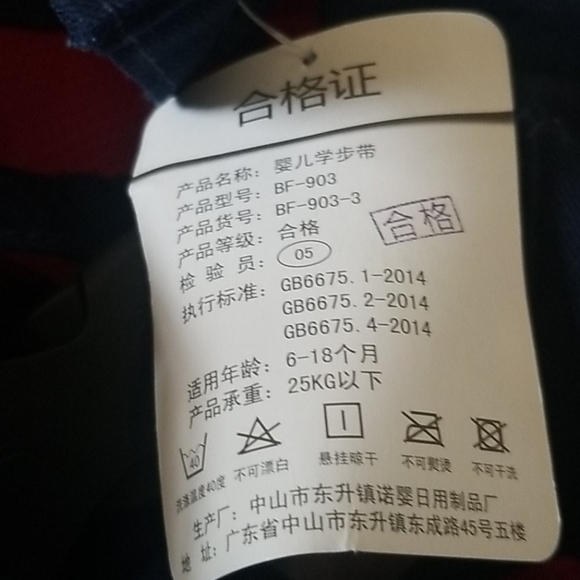 合格证
产品名称: 婴儿学步带
产品型号: BF-903
产品货号: BF-903-3
产品等级: 合格
合格
检 验 员: 05
执行标准: GB6675.1-2014
GB6675.2-2014
GB6675.4-2014
适用年龄: 6-18个月
产品承重: 25KG以下
40
洗涤温度40度 不可漂白 悬挂晾干 不可熨烫 不可干洗
生产厂: 中山市东升镇诺婴日用制品厂
地 址: 广东省中山市东升镇东成路45号五楼